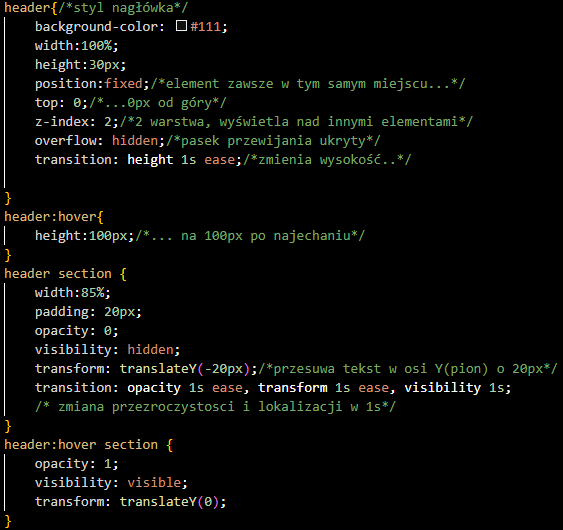 header{/*styl nagłówka*/
background-color: #111;
width:100%;
height:30px;
position:fixed;/*element zawsze w tym samym miejscu...*/
top: 0;/*...0px od góry*/
z-index: 2;/*2 warstwa, wyświetla nad innymi elementami*/
overflow: hidden;/*pasek przewijania ukryty*/
transition: height 1s ease;/*zmienia wysokość..*/
}
header:hover{
height:100px;/*... na 100px po najechaniu*/
}
header section {
width:85%;
padding: 20px;
opacity: 0;
visibility: hidden;
transform: translateY(-20px);/*przesuwa tekst w osi Y(pion) o 20px*/
transition: opacity 1s ease, transform 1s ease, visibility 1s;
/* zmiana przezroczystosci i lokalizacji w 1s*/
}
header:hover section {
opacity: 1;
visibility: visible;
transform: translateY(0);
}